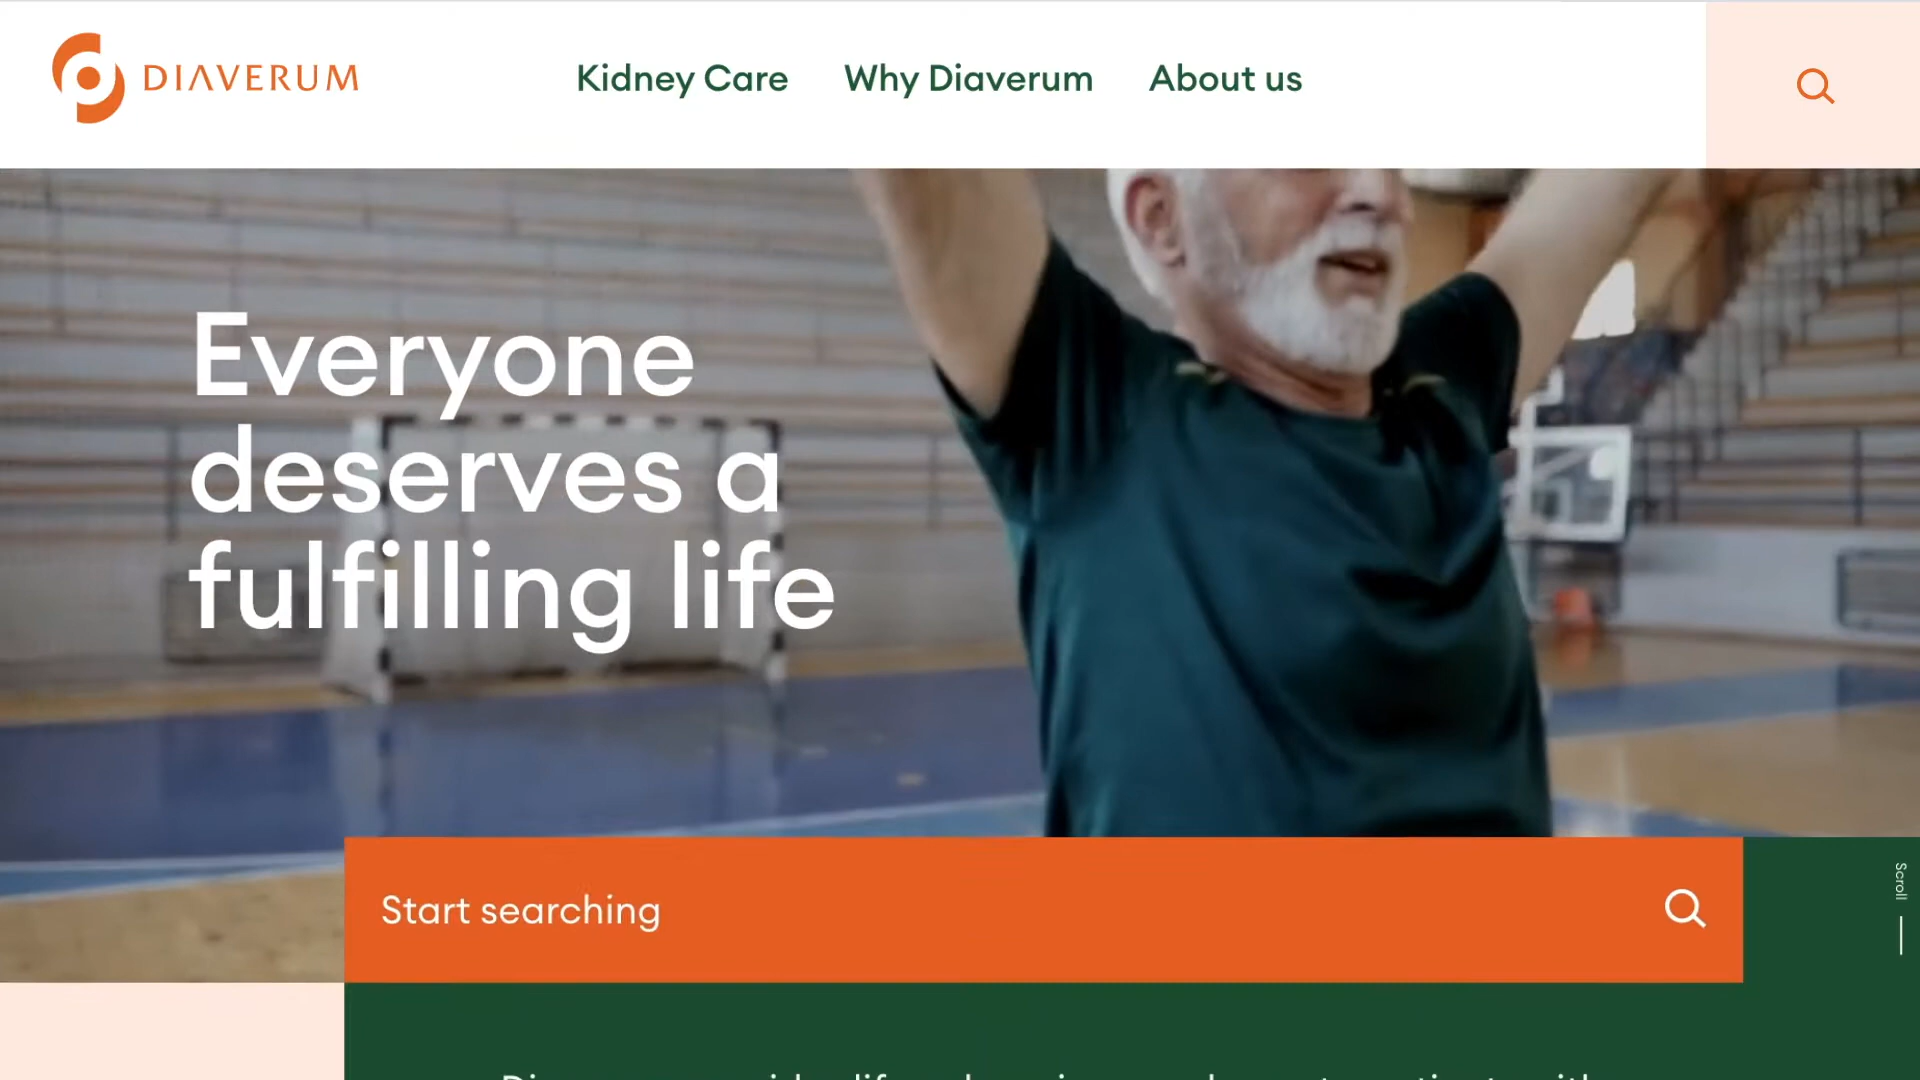 DIAVERUM
Kidney Care
Why Diaverum
About us
Everyone
deserves a
fulfilling life
Start searching
Scroll